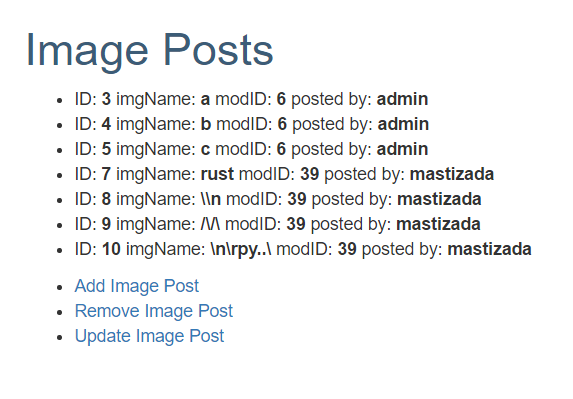 Image Posts
ID: 3 imgName: a modID: 6 posted by: admin
ID: 4 imgName: b modID: 6 posted by: admin
ID: 5 imgName: c modID: 6 posted by: admin
ID: 7 imgName: rust modID: 39 posted by: mastizada
ID: 8 imgName: \\n modID: 39 posted by: mastizada
ID: 9 imgName: /\/\ modID: 39 posted by: mastizada
ID: 10 imgName: \n\rpy..\ modID: 39 posted by: mastizada
Add Image Post
Remove Image Post
Update Image Post